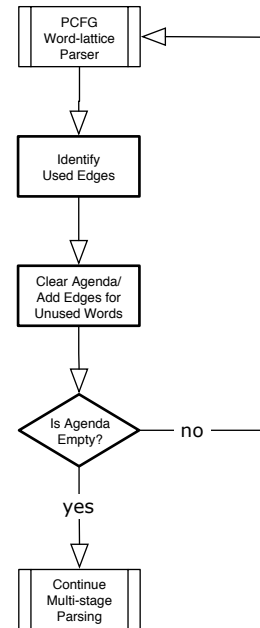 PCFG
Word-lattice
Parser
Identify
Used Edges
Clear Agenda/
Add Edges for
Unused Words
Is Agenda
Empty?
no
yes
Continue
Multi-stage
Parsing